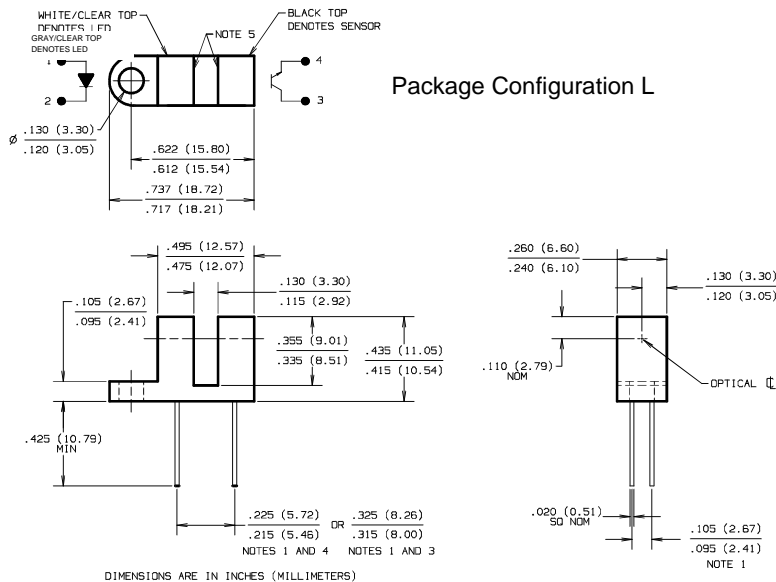 WHITE/CLEAR TOP
DENOTES LED
GRAY/CLEAR TOP
DENOTES LED
BLACK TOP
DENOTES SENSOR
NOTE 5
1
2
4
3
Package Configuration L
Ø .130 (3.30)
.120 (3.05)
.622 (15.80)
.612 (15.54)
.737 (18.72)
.717 (18.21)
.495 (12.57)
.475 (12.07)
.130 (3.30)
.115 (2.92)
.105 (2.67)
.095 (2.41)
.355 (9.01)
.335 (8.51)
.435 (11.05)
.415 (10.54)
.425 (10.79)
MIN
.225 (5.72)
.215 (5.46)
NOTES 1 AND 4
OR
.325 (8.26)
.315 (8.00)
NOTES 1 AND 3
.260 (6.60)
.240 (6.10)
.130 (3.30)
.120 (3.05)
.110 (2.79)
NOM
OPTICAL ℄
.020 (0.51)
SQ NOM
.105 (2.67)
.095 (2.41)
NOTE 1
DIMENSIONS ARE IN INCHES (MILLIMETERS)